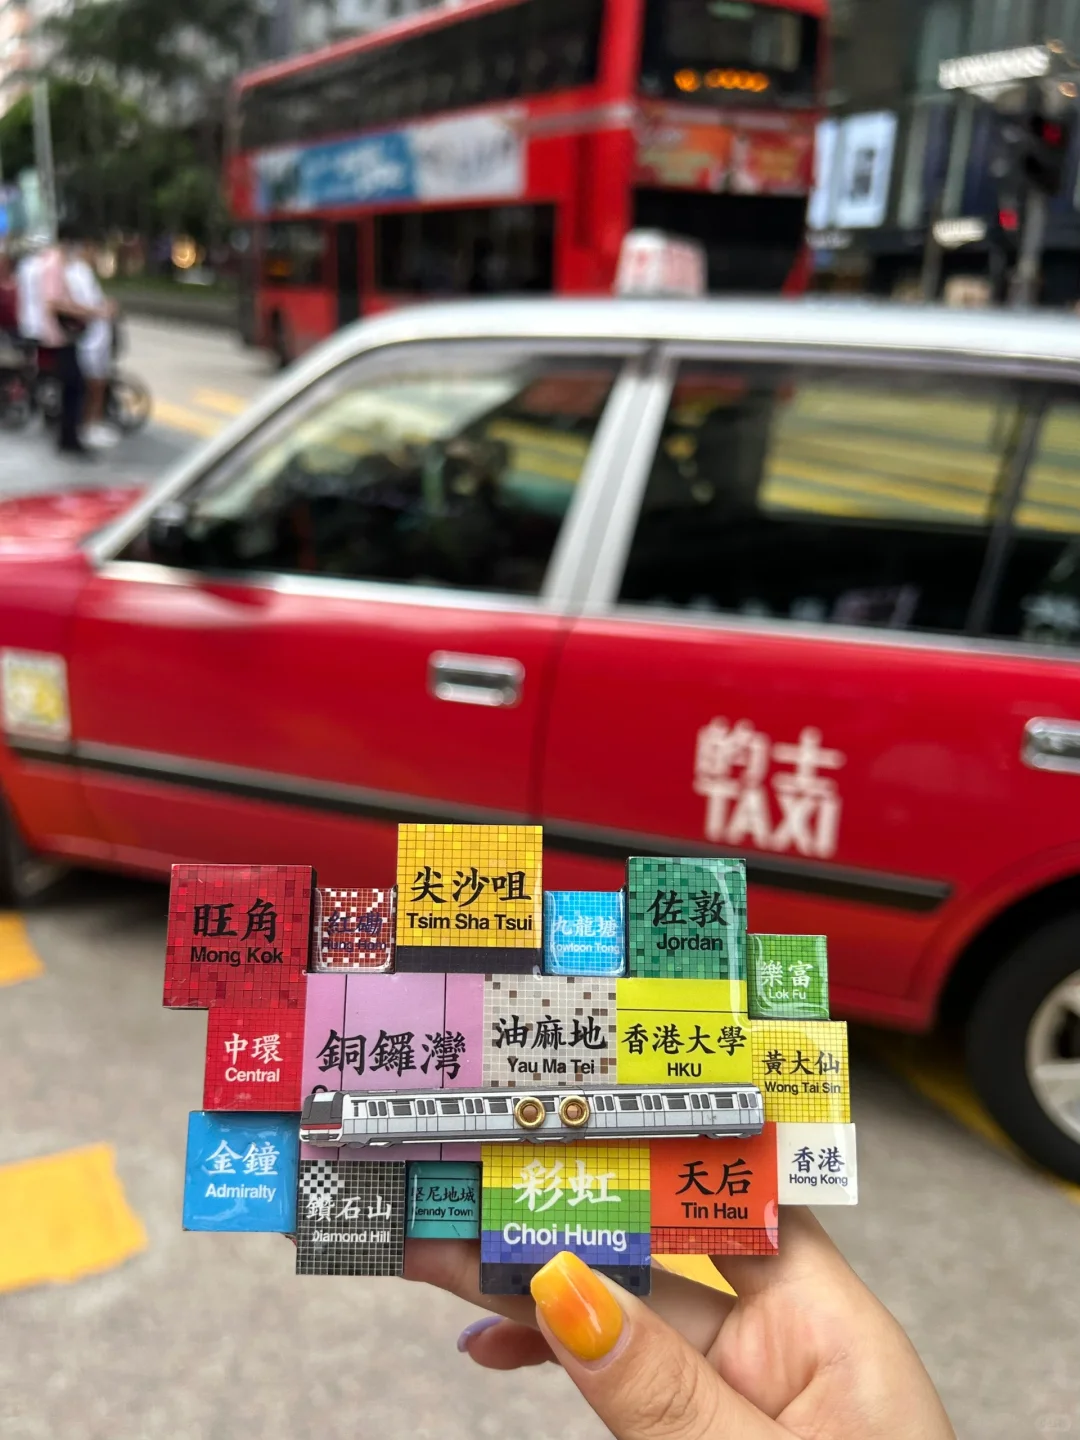 的士
TAXI
尖沙咀
Tsim Sha Tsui
旺角
Mong Kok
紅磡
Hung Hom
九龍塘
Kowloon Tong
佐敦
Jordan
樂富
Lok Fu
中環
Central
銅鑼灣
油麻地
Yau Ma Tei
香港大學
HKU
黃大仙
Wong Tai Sin
金鐘
Admiralty
鑽石山
Diamond Hill
堅尼地城
Kenndy Town
彩虹
Choi Hung
天后
Tin Hau
香港
Hong Kong